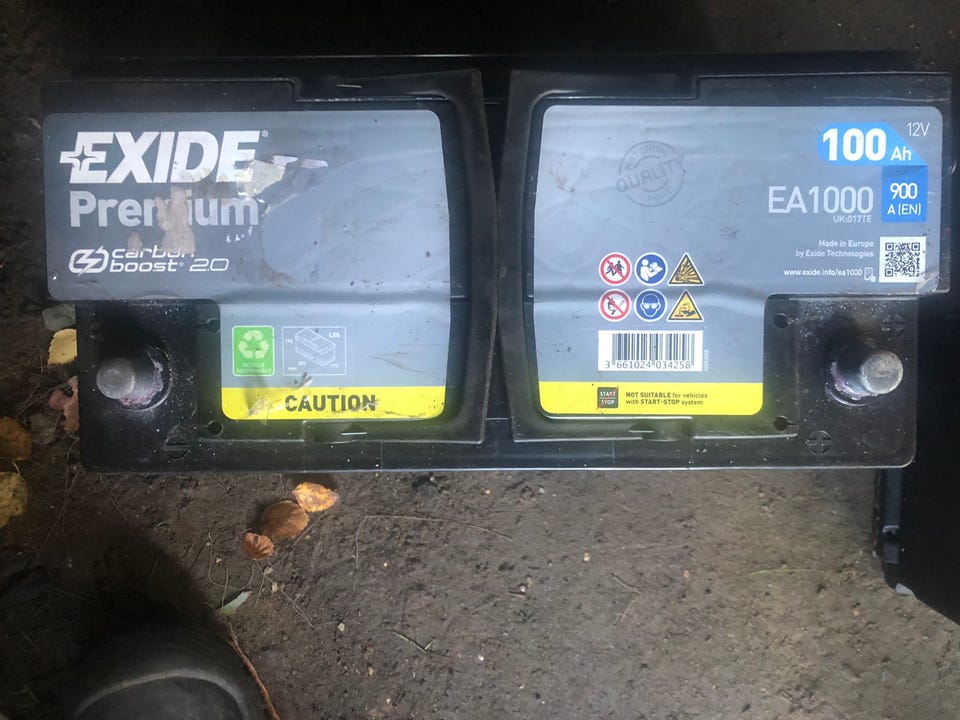 EXIDE®
Premium
carbon
boost® 2.0
RECYCLE
RESPONSIBLY
CAUTION
100 Ah
12V
EA1000
UK:017TE
900
A (EN)
QUALITY
Made in Europe
by Exide Technologies
www.exide.info/ea1000
3 661024 034258
START
STOP
NOT SUITABLE for vehicles
with START-STOP system